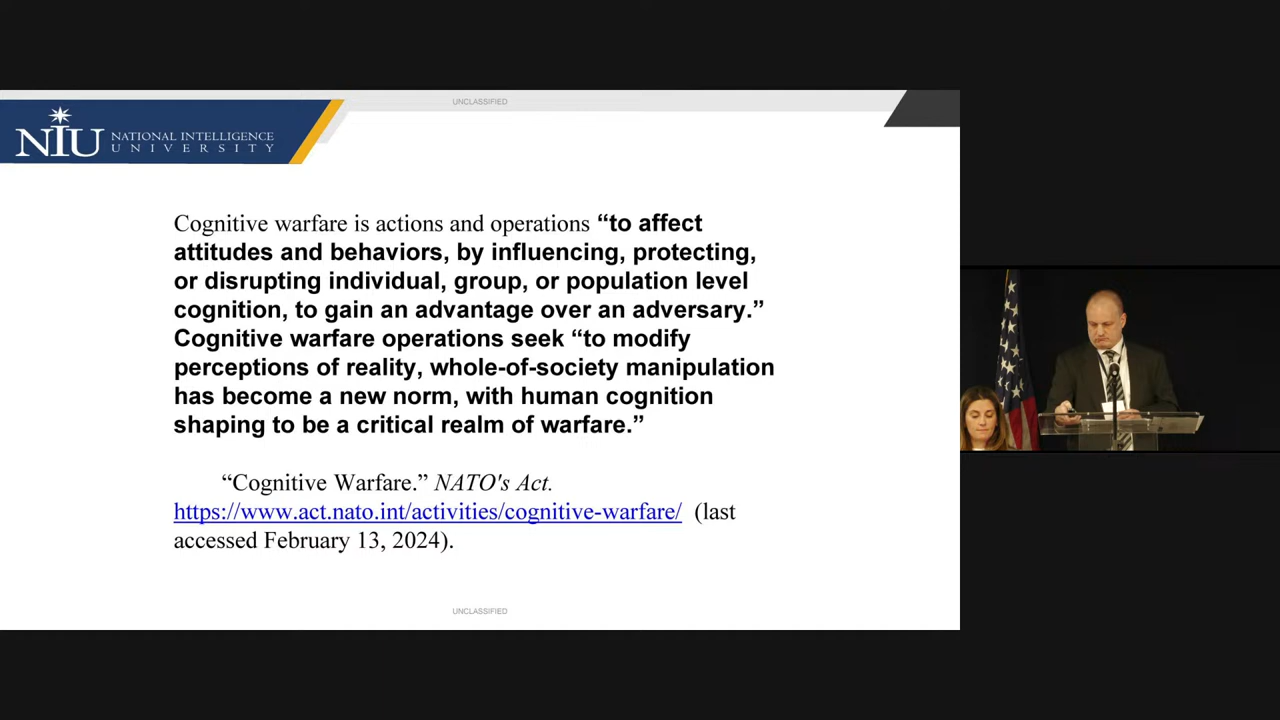 UNCLASSIFIED
NIU NATIONAL INTELLIGENCE
UNIVERSITY
Cognitive warfare is actions and operations “to affect
attitudes and behaviors, by influencing, protecting,
or disrupting individual, group, or population level
cognition, to gain an advantage over an adversary.”
Cognitive warfare operations seek “to modify
perceptions of reality, whole-of-society manipulation
has become a new norm, with human cognition
shaping to be a critical realm of warfare.”
“Cognitive Warfare.” NATO's Act.
https://www.act.nato.int/activities/cognitive-warfare/ (last
accessed February 13, 2024).
UNCLASSIFIED